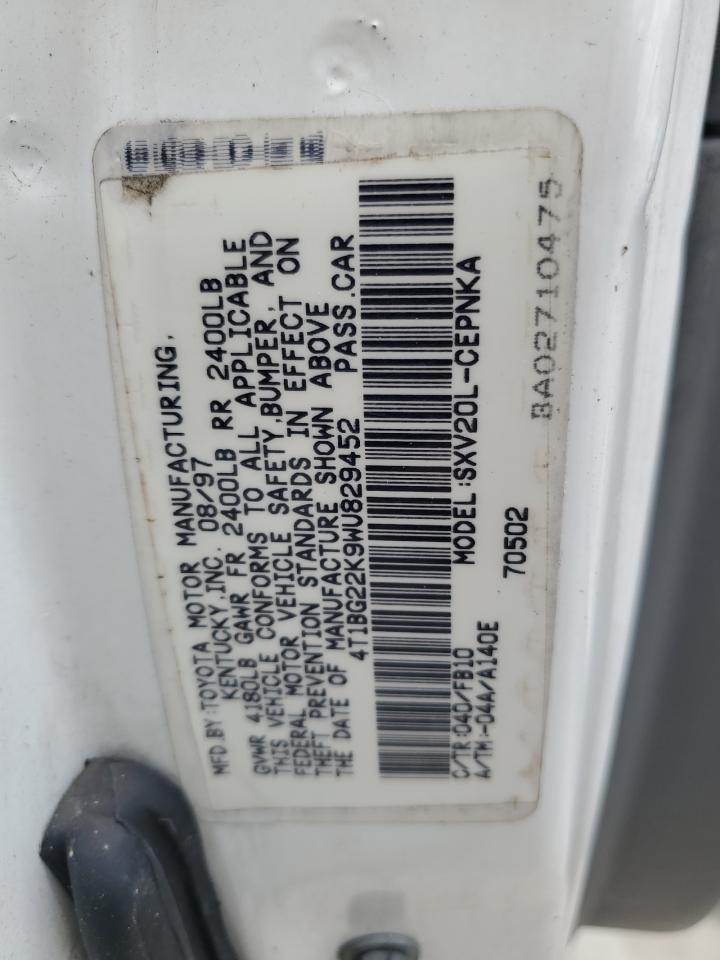 MFD.BY:TOYOTA MOTOR MANUFACTURING,
KENTUCKY,INC. 08/97
GVWR 4180LB GAWR FR 2400LB RR 2400LB
THIS VEHICLE CONFORMS TO ALL APPLICABLE
FEDERAL MOTOR VEHICLE SAFETY,BUMPER, AND
THEFT PREVENTION STANDARDS IN EFFECT ON
THE DATE OF MANUFACTURE SHOWN ABOVE
4T1BG22K9WU829452 PASS.CAR
C/TR:040/FB10 MODEL:SXV20L-CEPNKA
A/TM:-04A/A140E
70502
BA02710475